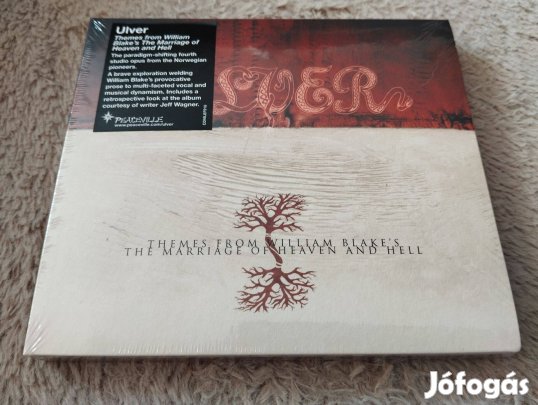 Ulver
Themes from William
Blake's The Marriage of
Heaven and Hell
The paradigm-shifting fourth
studio opus from the Norwegian
pioneers.
A brave exploration welding
William Blake's provocative
prose to multi-faceted vocal and
musical dynamism. Includes a
retrospective look at the album
courtesy of writer Jeff Wagner.
PEACEVILLE
www.peaceville.com/ulver
LVER
THEMES FROM WILLIAM BLAKE'S
THE MARRIAGE OF HEAVEN AND HELL
Jófogás